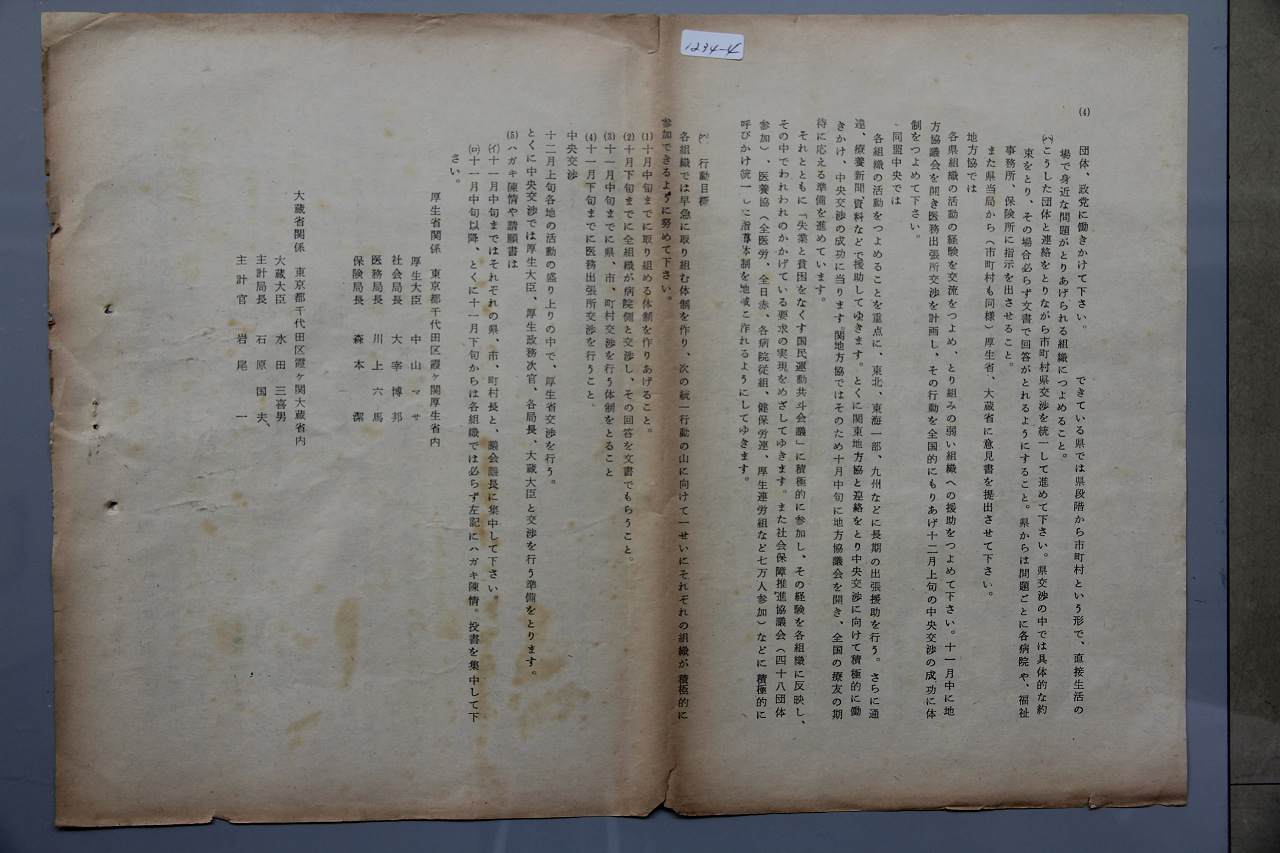 1234-4
(4)
団体、政党に働きかけて下さい。　できている県では県段階から市町村という形で、直接生活の
場で身近な問題がとりあげられる組織につよめること。
(ハ)こうした団体と連絡をとりながら市町村県交渉を統一して進めて下さい。県交渉の中では具体的な約
束をとり、その場合必らず文書で回答がとれるようにすること。県からは問題ごとに各病院や、福祉
事務所、保険所に指示を出させること。
また県当局から（市町村も同様）厚生省、大蔵省に意見書を提出させて下さい。
地方協では
各県組織の活動の経験を交流をつよめ、とり組みの弱い組織への援助をつよめて下さい。十一月中に地
方協議会を開き医務出張所交渉を計画し、その行動を全国的にもりあげ十二月上旬の中央交渉の成功に体
制をつよめて下さい。
同盟中央では
各組織の活動をつよめることを重点に、東北、東海一部、九州などに長期の出張援助を行う。さらに通
達、療養新聞資料などで援助してゆきます。とくに関東地方協と連絡をとり中央交渉に向けて積極的に働
きかけ、中央交渉の成功に当ります。関地方協ではそのため十月中旬に地方協議会を開き、全国の療友の期
待に応える準備を進めています。
それとともに「失業と貧困をなくす国民運動共斗会議」に積極的に参加し、その経験を各組織に反映し、
その中でわれわれのかかげている要求の実現をめざしてゆきます。また社会保障推進協議会（四十八団体
参加）、医養協（全医労、全日赤、各病院従組、健保労連、厚生連労組など七万人参加）などに積極的に
呼びかけ統一した指導体制を地域に作れるようにしてゆきます。
行動目標
各組織では早急に取り組む体制を作り、次の統一行動の山に向けて一せいにそれぞれの組織が積極的に
参加できるように努めて下さい。
(1)十月中旬までに取り組める体制を作りあげること。
(2)十月下旬までに全組織が病院側と交渉し、その回答を文書でもらうこと。
(3)十一月中旬までに県、市、町村交渉を行う体制をとること
(4)十一月下旬までに医務出張所交渉を行うこと、
中央交渉
十二月上旬各地の活動の盛り上りの中で、厚生省交渉を行う。
とくに中央交渉では厚生大臣、厚生政務次官、各局長、大蔵大臣と交渉を行う準備をとります。
(5)ハガキ陳情や請願書は
(イ)十一月中旬まではそれぞれの県、市、町村長と、議会議長に集中して下さい。
(ロ)十一月中旬以降、とくに十一月下旬からは各組織では必らず左記にハガキ陳情。投書を集中して下
さい。
厚生省関係　東京都千代田区霞ヶ関厚生省内
厚生大臣　中山マサ
社会局長　大宰博邦
医務局長　川上六馬
保険局長　森本　潔
大蔵省関係　東京都千代田区霞ヶ関大蔵省内
大蔵大臣　水田三喜男
主計局長　石原国夫
主計官　岩尾　一